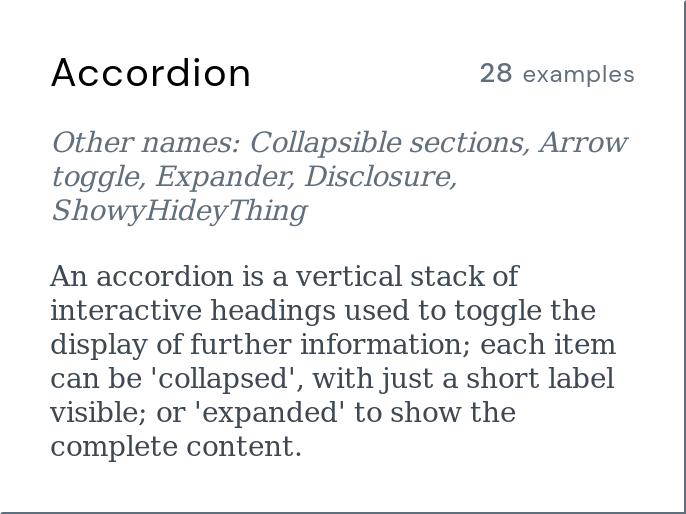 Accordion 28 examples
Other names: Collapsible sections, Arrow
toggle, Expander, Disclosure,
ShowyHideyThing
An accordion is a vertical stack of
interactive headings used to toggle the
display of further information; each item
can be 'collapsed', with just a short label
visible; or 'expanded' to show the
complete content.